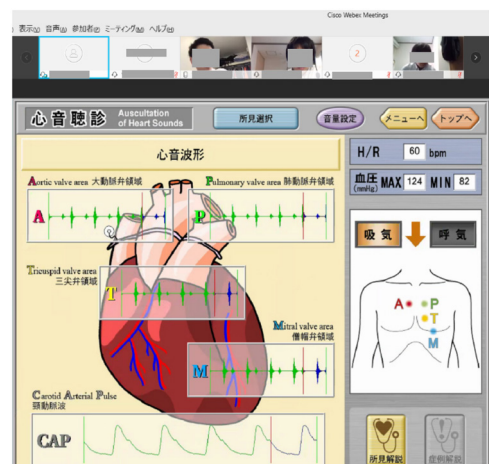 Cisco Webex Meetings
表示(V) 音声(A) 参加者(P) ミーティング(M) ヘルプ(H)
2
心音聴診 Auscultation of Heart Sounds 所見選択 音量設定 メニューへ トップへ
心音波形
H/R 60 bpm
血圧 (mmHg) MAX 124 MIN 82
Aortic valve area 大動脈弁領域
Pulmonary valve area 肺動脈弁領域
A
P
吸気 呼気
Tricuspid valve area
三尖弁領域
T
A P
T
M
Mitral valve area
僧帽弁領域
M
Carotid Arterial Pulse
頸動脈波
CAP
所見解説 症例解説